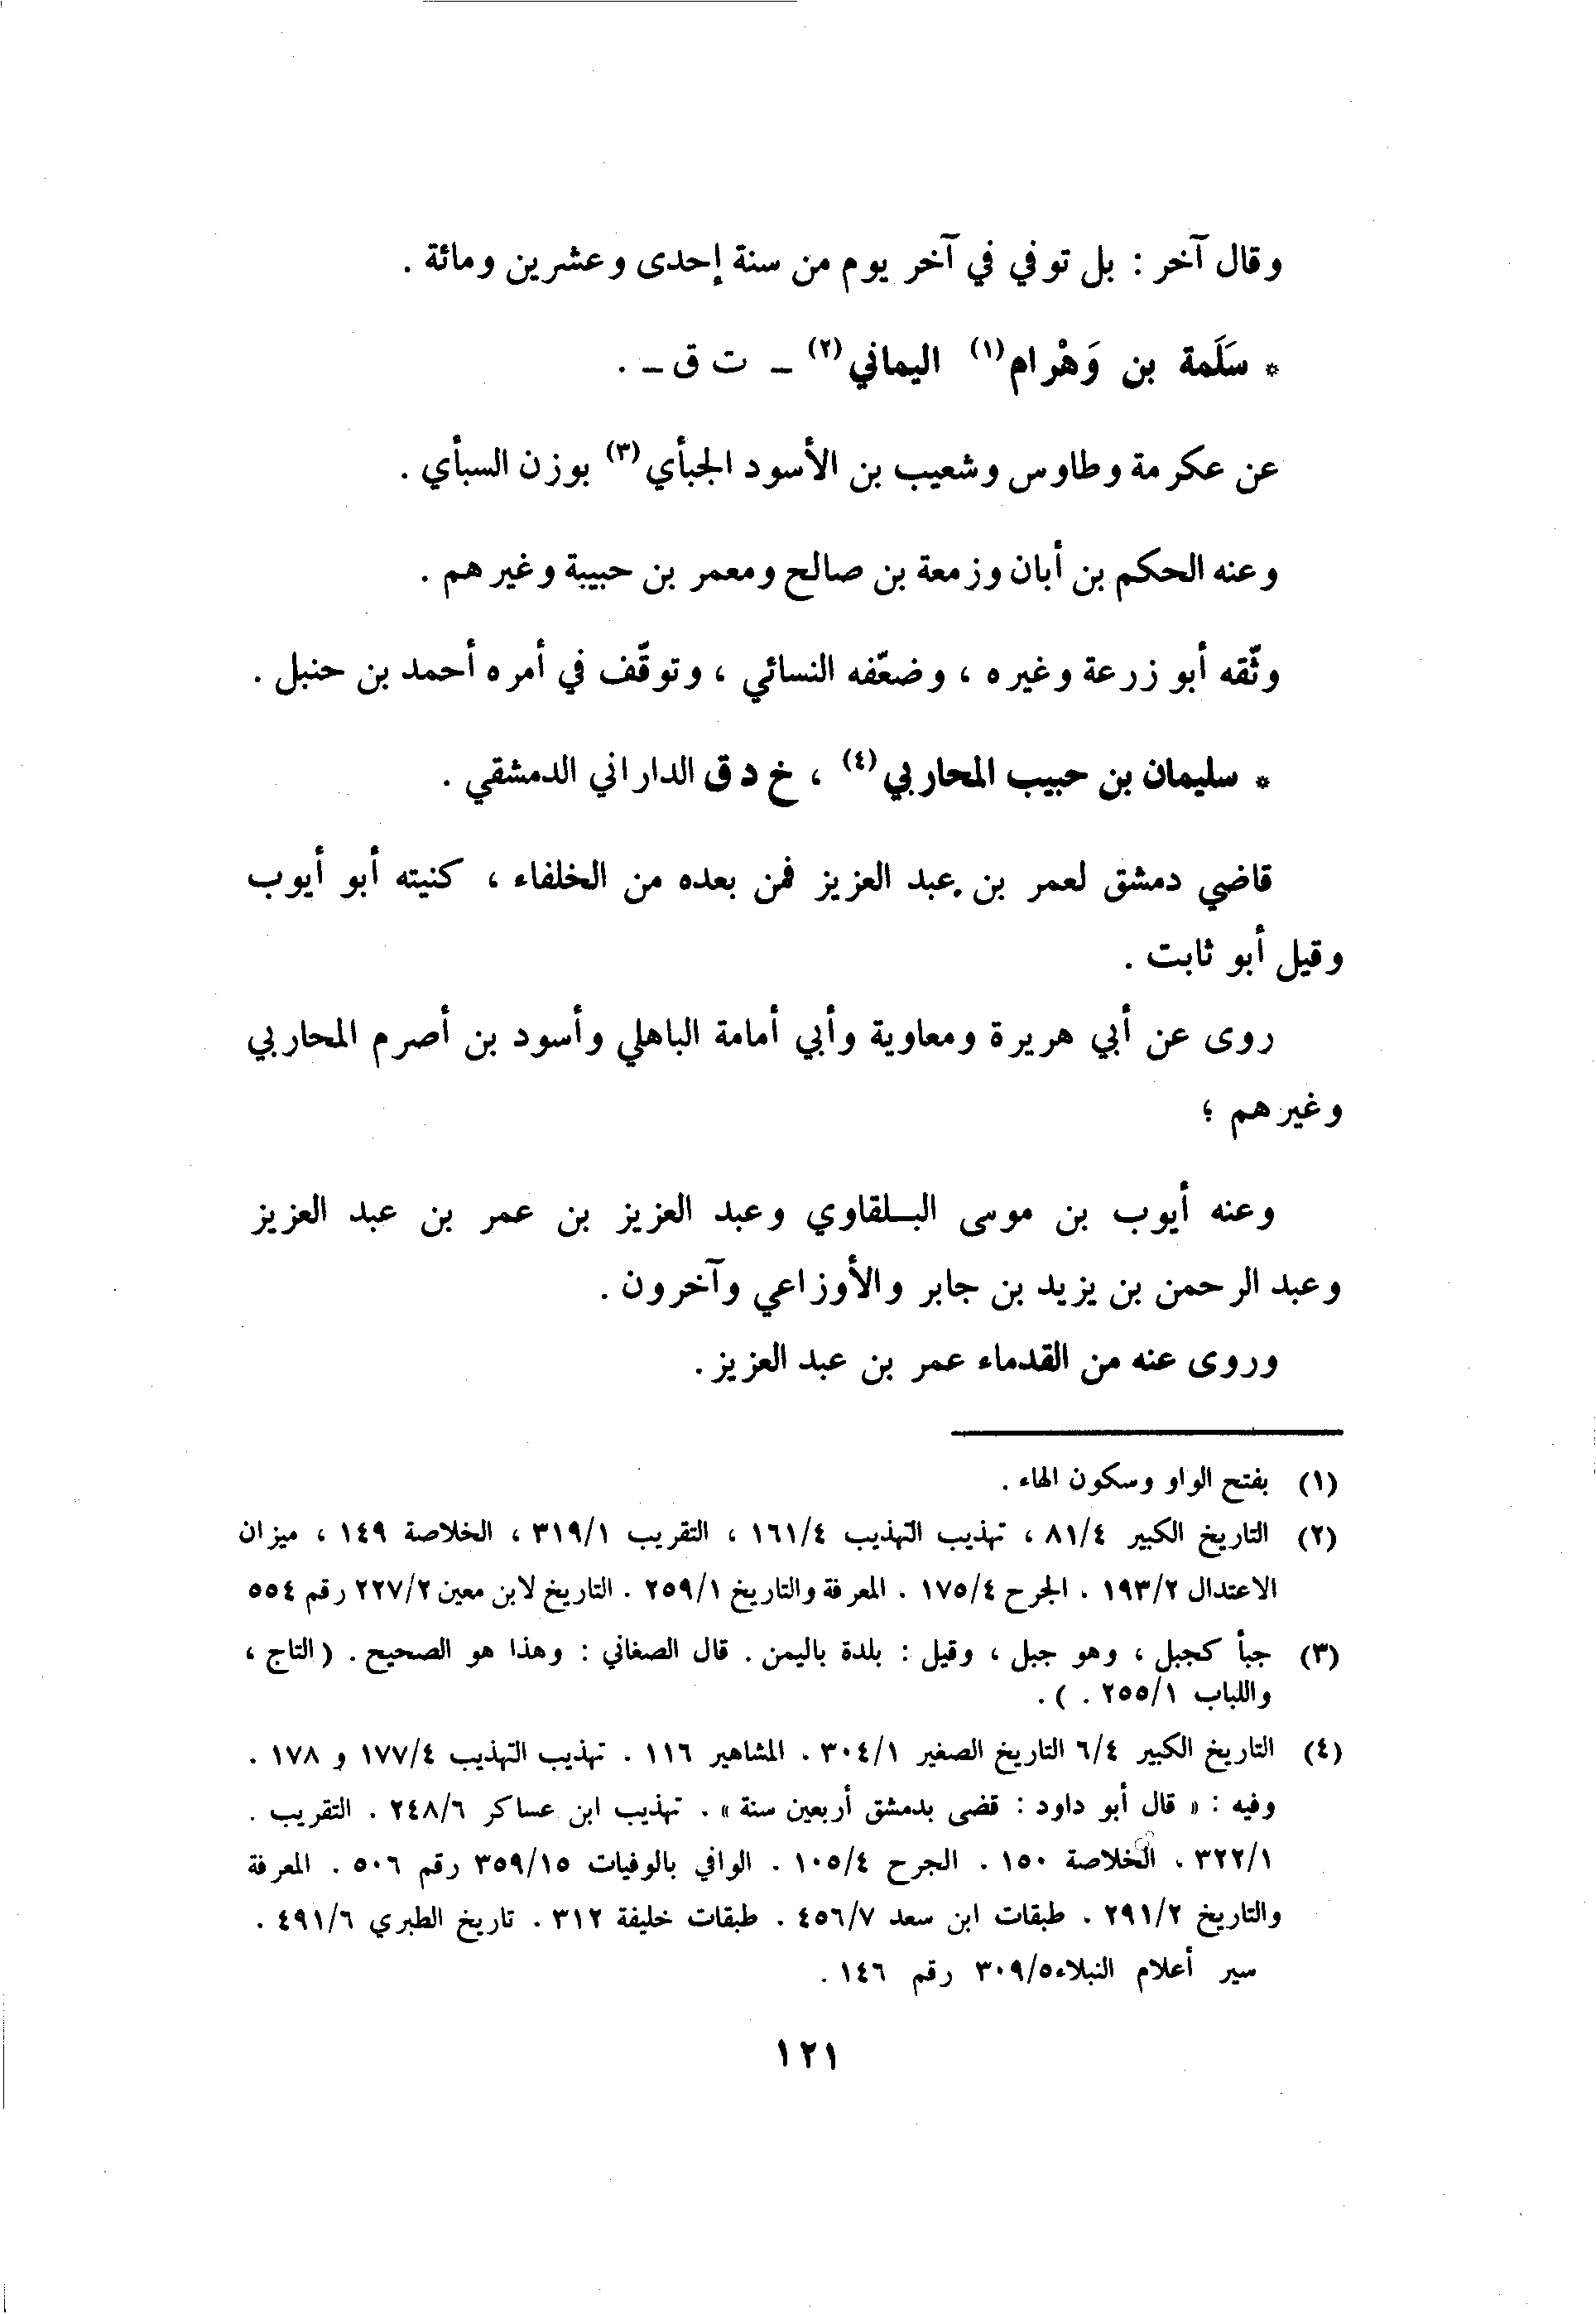 وقال آخر : بل توفي في آخر يوم من سنة إحدى وعشرين ومائة .
* سَلَمة بن وَهْرام(١) اليماني(٢) ـ ت ق ـ .
عن عكرمة وطاوس وشعيب بن الأسود الجبأي(٣) بوزن السبأي .
وعنه الحكم بن أبان وزمعة بن صالح ومعمر بن حبيبة وغيرهم .
وثّقه أبو زرعة وغيره ، وضعّفه النسائي ، وتوقّف في أمره أحمد بن حنبل .
* سليمان بن حبيب المحاربي(٤) ، خ د ق الداراني الدمشقي .
قاضي دمشق لعمر بن عبد العزيز فمن بعده من الخلفاء ، كنيته أبو أيوب
وقيل أبو ثابت .
روى عن أبي هريرة ومعاوية وأبي أمامة الباهلي وأسود بن أصرم المحاربي
وغيرهم ؛
وعنه أيوب بن موسى البـلقاوي وعبد العزيز بن عمر بن عبد العزيز
وعبد الرحمن بن يزيد بن جابر والأوزاعي وآخرون .
وروى عنه من القدماء عمر بن عبد العزيز .
(١) بفتح الواو وسكون الهاء .
(٢) التاريخ الكبير ٨١/٤ ، تهذيب التهذيب ١٦١/٤ ، التقريب ٣١٩/١ ، الخلاصة ١٤٩ ، ميزان
الاعتدال ١٩٣/٢ . الجرح ١٧٥/٤ . المعرفة والتاريخ ٢٥٩/١ . التاريخ لابن معين ٢٢٧/٢ رقم ٥٥٤
(٣) جبأ كجبل ، وهو جبل ، وقيل : بلدة باليمن . قال الصغاني : وهذا هو الصحيح . (التاج ،
واللباب ٢٥٥/١ . ) .
(٤) التاريخ الكبير ٦/٤ التاريخ الصغير ٣٠٤/١ . المشاهير ١١٦ . تهذيب التهذيب ١٧٧/٤ و ١٧٨ .
وفيه : « قال أبو داود : قضى بدمشق أربعين سنة » . تهذيب ابن عساكر ٢٤٨/٦ . التقريب .
٣٢٢/١ . الخلاصة ١٥٠ . الجرح ١٠٥/٤ . الوافي بالوفيات ٣٥٩/١٥ رقم ٥٠٦ . المعرفة
والتاريخ ٢٩١/٢ . طبقات ابن سعد ٤٥٦/٧ . طبقات خليفة ٣١٢ . تاريخ الطبري ٤٩١/٦ .
سير أعلام النبلاء ٣٠٩/٥ رقم ١٤٦ .
١٢١